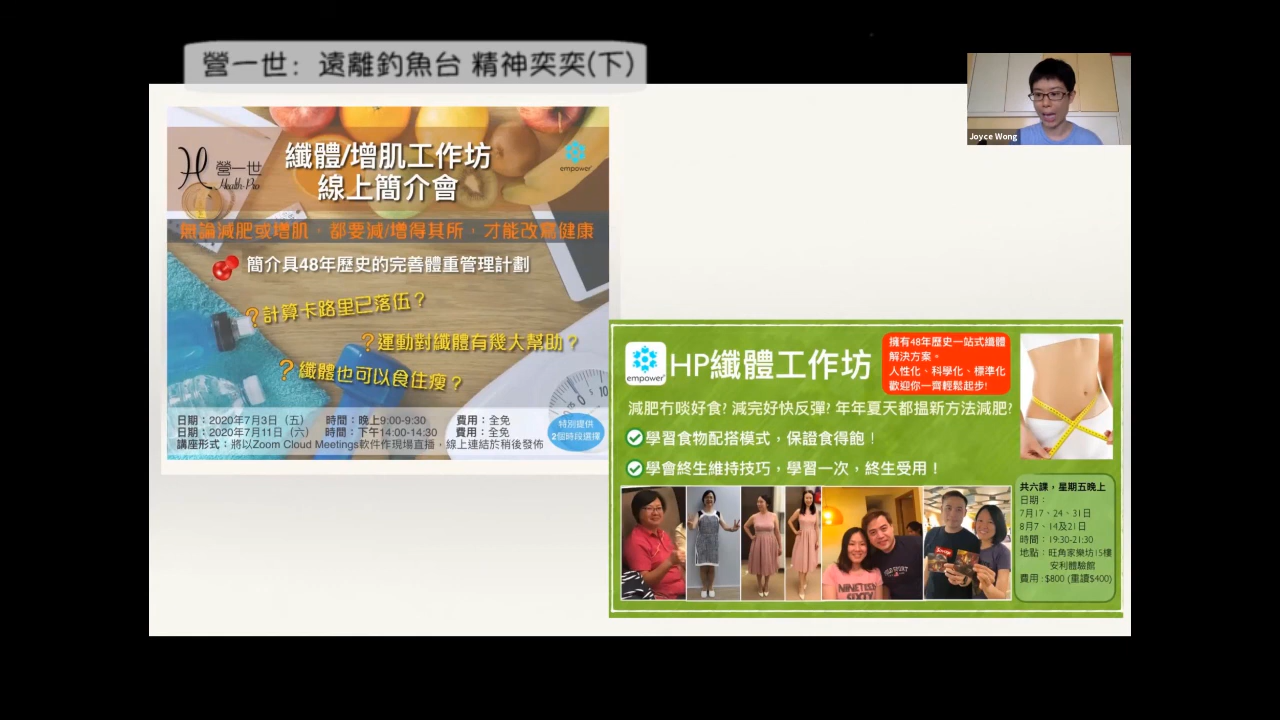 營一世：遠離釣魚台 精神奕奕(下)
Joyce Wong
營一世
Health-Pro
纖體/增肌工作坊
線上簡介會
empower
無論減肥或增肌，都要減/增得其所，才能改寫健康
簡介具48年歷史的完善體重管理計劃
?計算卡路里已落伍？
?運動對纖體有幾大幫助？
?纖體也可以食住瘦？
日期：2020年7月3日（五） 時間：晚上9:00-9:30 費用：全免
日期：2020年7月11日（六） 時間：下午14:00-14:30 費用：全免
講座形式：將以Zoom Cloud Meetings軟件作現場直播，線上連結於稍後發佈
特別提供
2個時段選擇
empower
HP纖體工作坊
擁有48年歷史一站式纖體
解決方案。
人性化、科學化、標準化
歡迎你一齊輕鬆起步!
減肥冇啖好食? 減完好快反彈? 年年夏天都搵新方法減肥?
學習食物配搭模式，保證食得飽！
學會終生維持技巧，學習一次，終生受用！
共六課，星期五晚上
日期：
7月17、24、31日
8月7、14及21日
時間：19:30-21:30
地點：旺角家樂坊15樓
安利體驗館
費用 : $800 (重讀$400)
NINETEEN
SIXTY